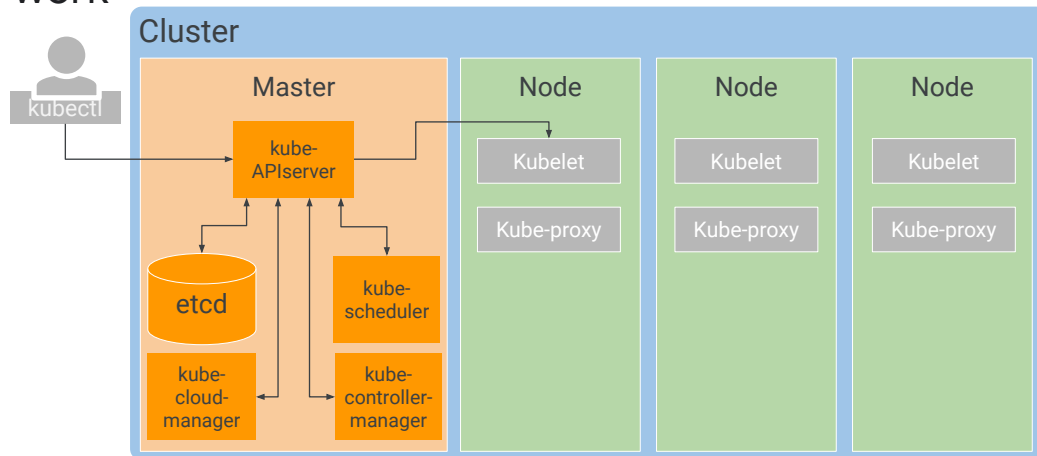 work
Cluster
kubectl
Master
kube-
APIserver
etcd
kube-
scheduler
kube-
cloud-
manager
kube-
controller-
manager
Node
Kubelet
Kube-proxy
Node
Kubelet
Kube-proxy
Node
Kubelet
Kube-proxy